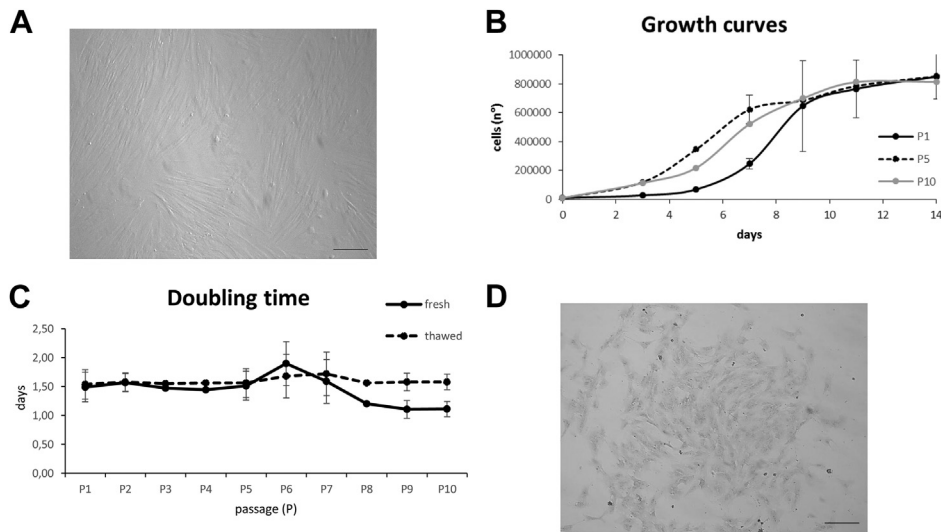 A
B
Growth curves
1000000
800000
600000
400000
200000
0
cells (n°)
0 2 4 6 8 10 12 14
days
P1
P5
P10
C
Doubling time
fresh
thawed
2,50
2,00
1,50
1,00
0,50
0,00
days
P1 P2 P3 P4 P5 P6 P7 P8 P9 P10
passage (P)
D